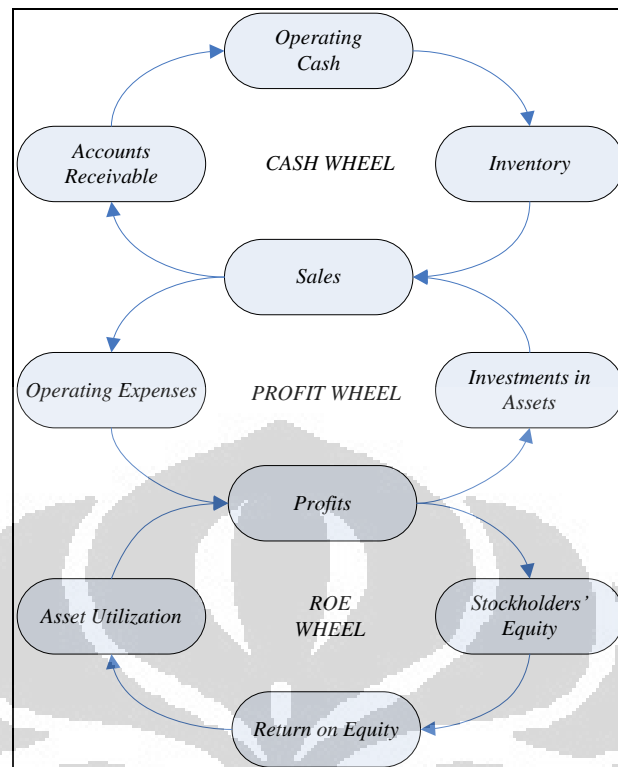 Operating
Cash
Accounts
Receivable
CASH WHEEL
Inventory
Sales
Operating Expenses
PROFIT WHEEL
Investments in
Assets
Profits
Asset Utilization
ROE
WHEEL
Stockholders’
Equity
Return on Equity